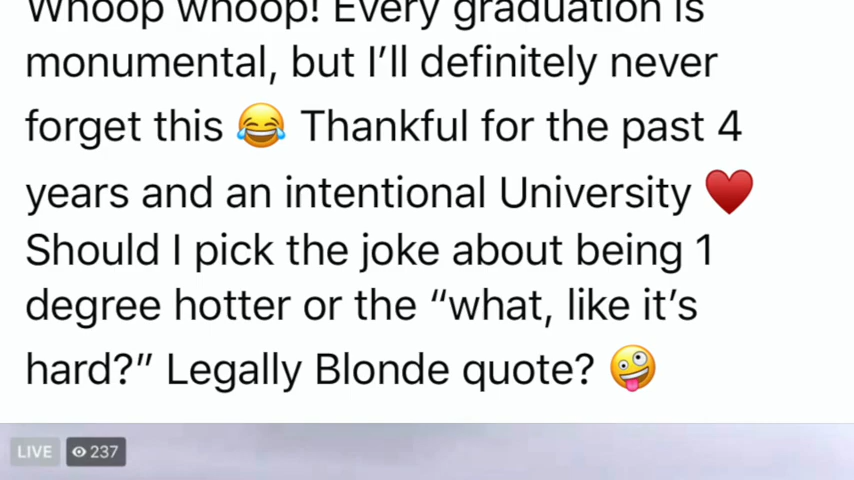 Whoop whoop! Every graduation is
monumental, but I’ll definitely never
forget this 😂 Thankful for the past 4
years and an intentional University ♥️
Should I pick the joke about being 1
degree hotter or the “what, like it’s
hard?” Legally Blonde quote? 🤪
LIVE 237